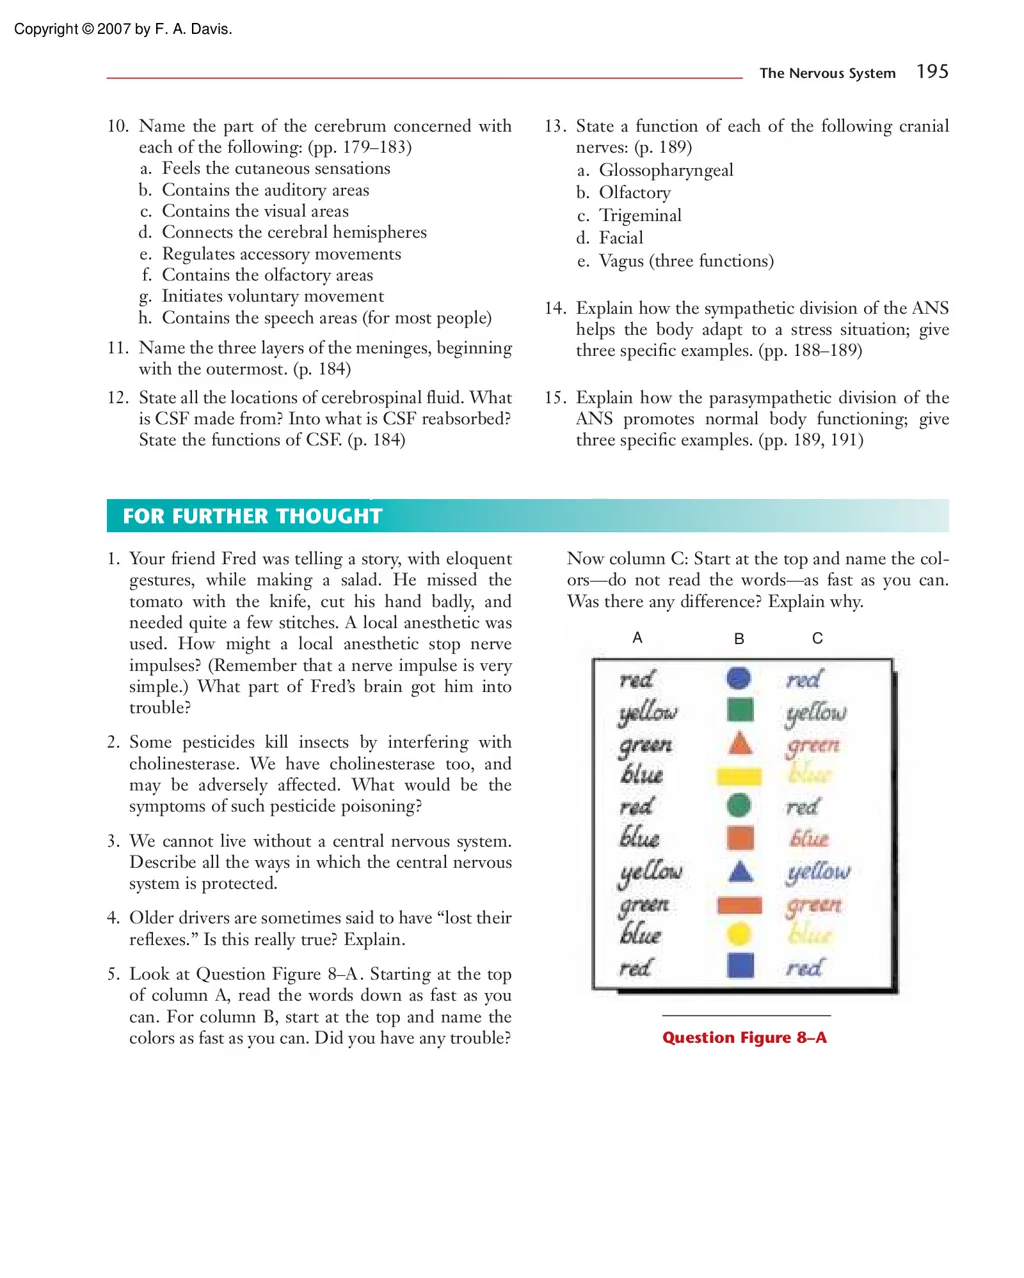 Copyright © 2007 by F. A. Davis.
The Nervous System 195
10. Name the part of the cerebrum concerned with
each of the following: (pp. 179–183)
a. Feels the cutaneous sensations
b. Contains the auditory areas
c. Contains the visual areas
d. Connects the cerebral hemispheres
e. Regulates accessory movements
f. Contains the olfactory areas
g. Initiates voluntary movement
h. Contains the speech areas (for most people)
11. Name the three layers of the meninges, beginning
with the outermost. (p. 184)
12. State all the locations of cerebrospinal fluid. What
is CSF made from? Into what is CSF reabsorbed?
State the functions of CSF. (p. 184)
13. State a function of each of the following cranial
nerves: (p. 189)
a. Glossopharyngeal
b. Olfactory
c. Trigeminal
d. Facial
e. Vagus (three functions)
14. Explain how the sympathetic division of the ANS
helps the body adapt to a stress situation; give
three specific examples. (pp. 188–189)
15. Explain how the parasympathetic division of the
ANS promotes normal body functioning; give
three specific examples. (pp. 189, 191)
FOR FURTHER THOUGHT
1. Your friend Fred was telling a story, with eloquent
gestures, while making a salad. He missed the
tomato with the knife, cut his hand badly, and
needed quite a few stitches. A local anesthetic was
used. How might a local anesthetic stop nerve
impulses? (Remember that a nerve impulse is very
simple.) What part of Fred's brain got him into
trouble?
2. Some pesticides kill insects by interfering with
cholinesterase. We have cholinesterase too, and
may be adversely affected. What would be the
symptoms of such pesticide poisoning?
3. We cannot live without a central nervous system.
Describe all the ways in which the central nervous
system is protected.
4. Older drivers are sometimes said to have “lost their
reflexes.” Is this really true? Explain.
5. Look at Question Figure 8–A. Starting at the top
of column A, read the words down as fast as you
can. For column B, start at the top and name the
colors as fast as you can. Did you have any trouble?
Now column C: Start at the top and name the col-
ors—do not read the words—as fast as you can.
Was there any difference? Explain why.
A B C
red red
yellow yellow
green green
blue blue
red red
blue blue
yellow yellow
green green
blue blue
red red
Question Figure 8–A